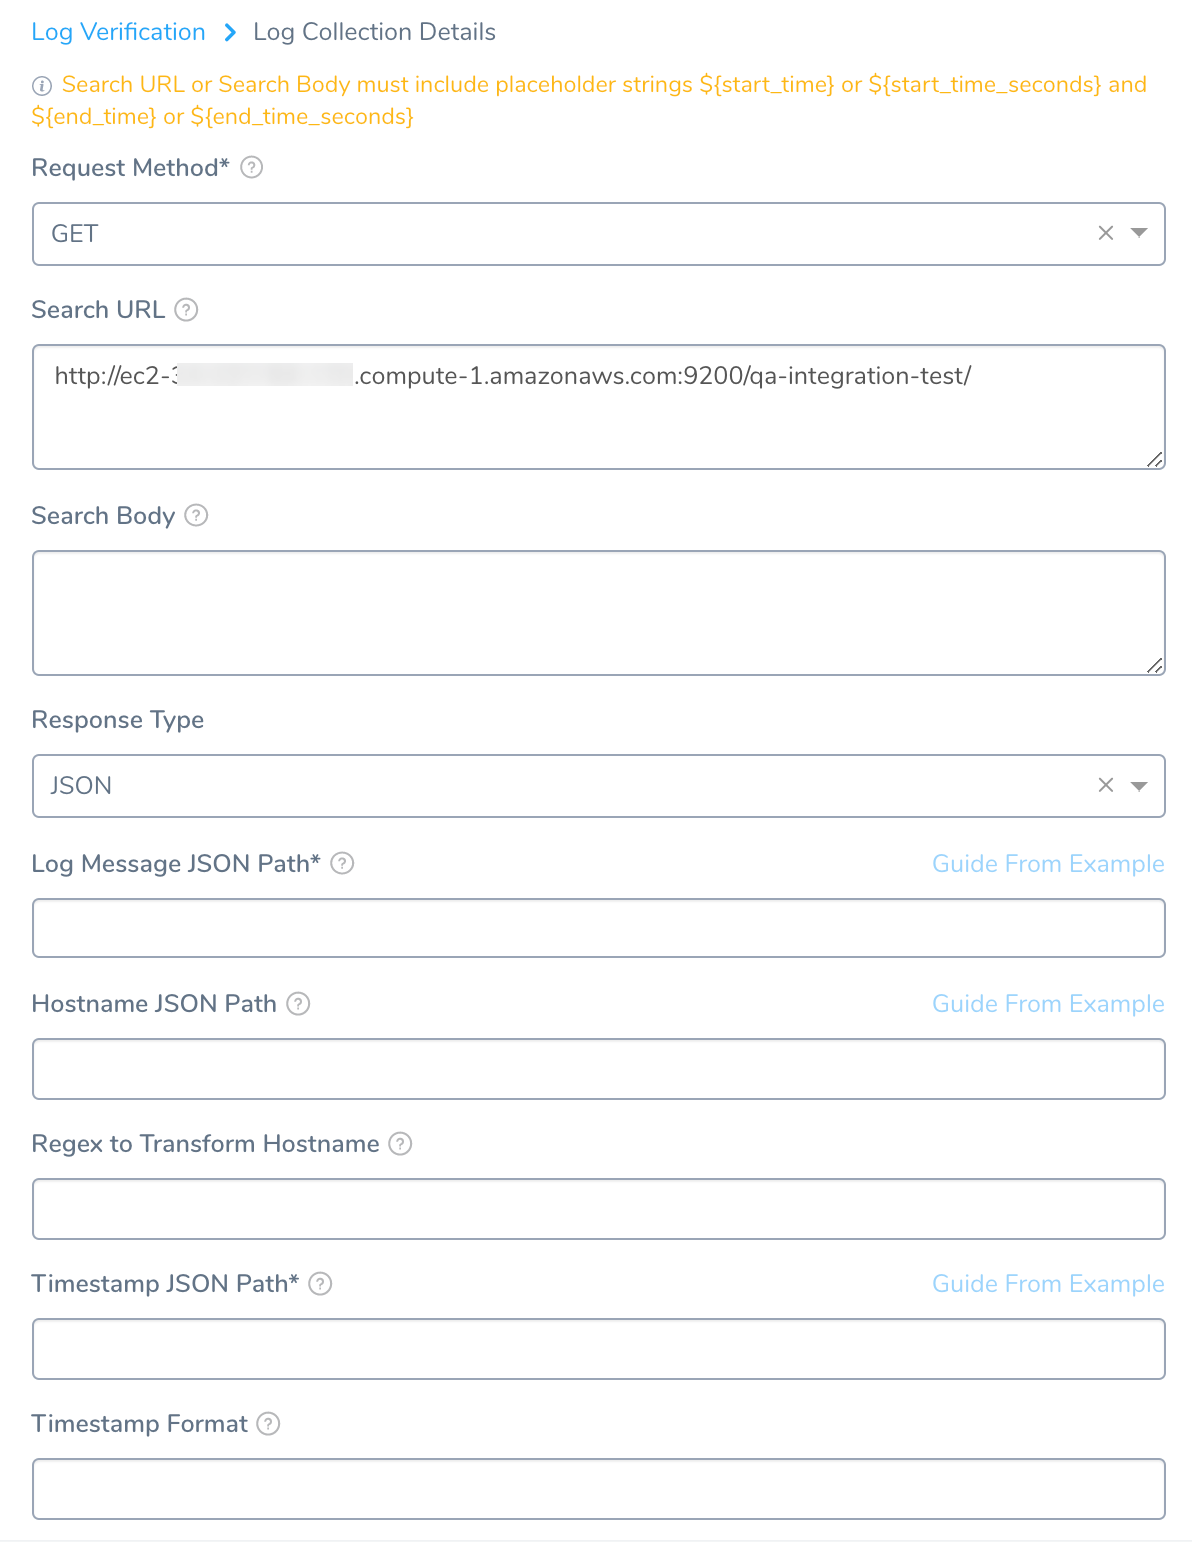 Log Verification > Log Collection Details
Search URL or Search Body must include placeholder strings ${start_time} or ${start_time_seconds} and
${end_time} or ${end_time_seconds}
Request Method*
GET
Search URL
http://ec2- .compute-1.amazonaws.com:9200/qa-integration-test/
Search Body
Response Type
JSON
Log Message JSON Path* Guide From Example
Hostname JSON Path Guide From Example
Regex to Transform Hostname
Timestamp JSON Path* Guide From Example
Timestamp Format